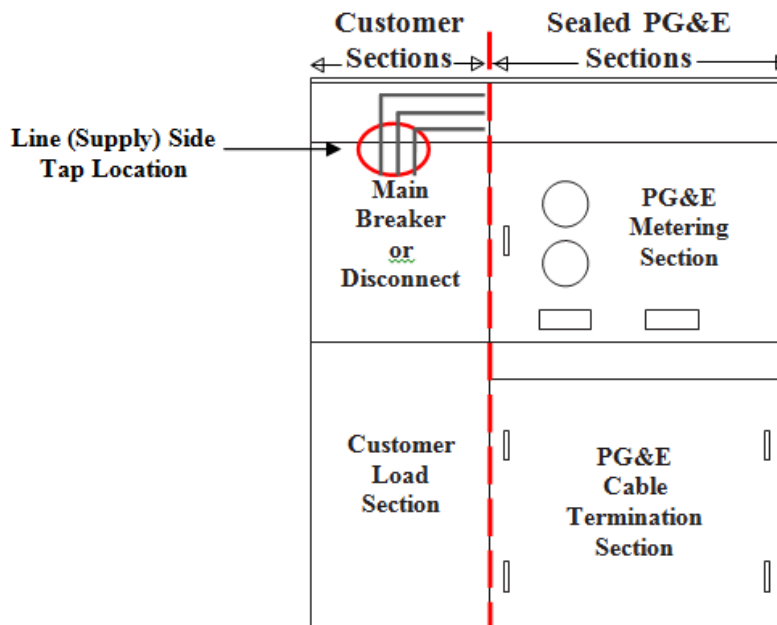 Customer
Sections
Sealed PG&E
Sections
Line (Supply) Side
Tap Location
Main
Breaker
or
Disconnect
PG&E
Metering
Section
Customer
Load
Section
PG&E
Cable
Termination
Section